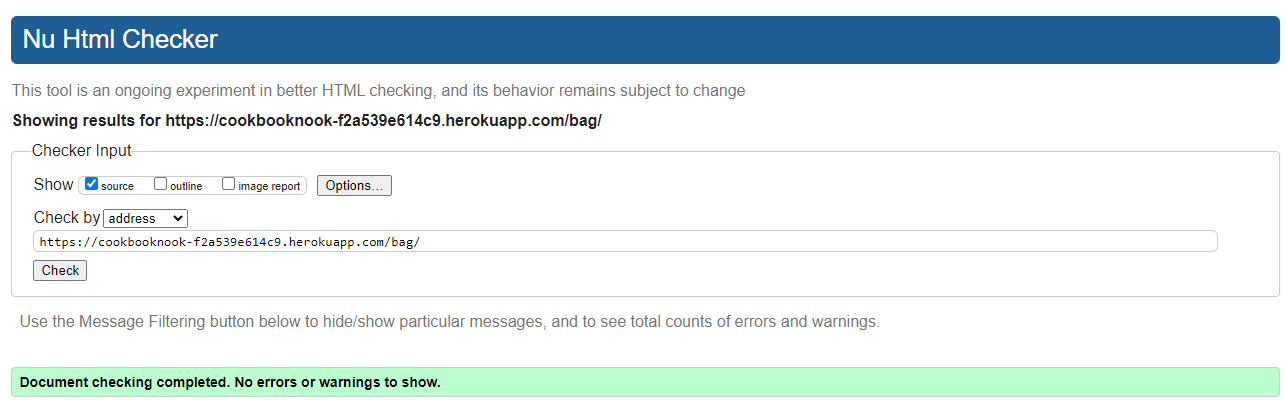 Nu Html Checker
This tool is an ongoing experiment in better HTML checking, and its behavior remains subject to change
Showing results for https://cookbooknook-f2a539e614c9.herokuapp.com/bag/
Checker Input
Show source outline image report Options...
Check by address
https://cookbooknook-f2a539e614c9.herokuapp.com/bag/
Check
Use the Message Filtering button below to hide/show particular messages, and to see total counts of errors and warnings.
Document checking completed. No errors or warnings to show.